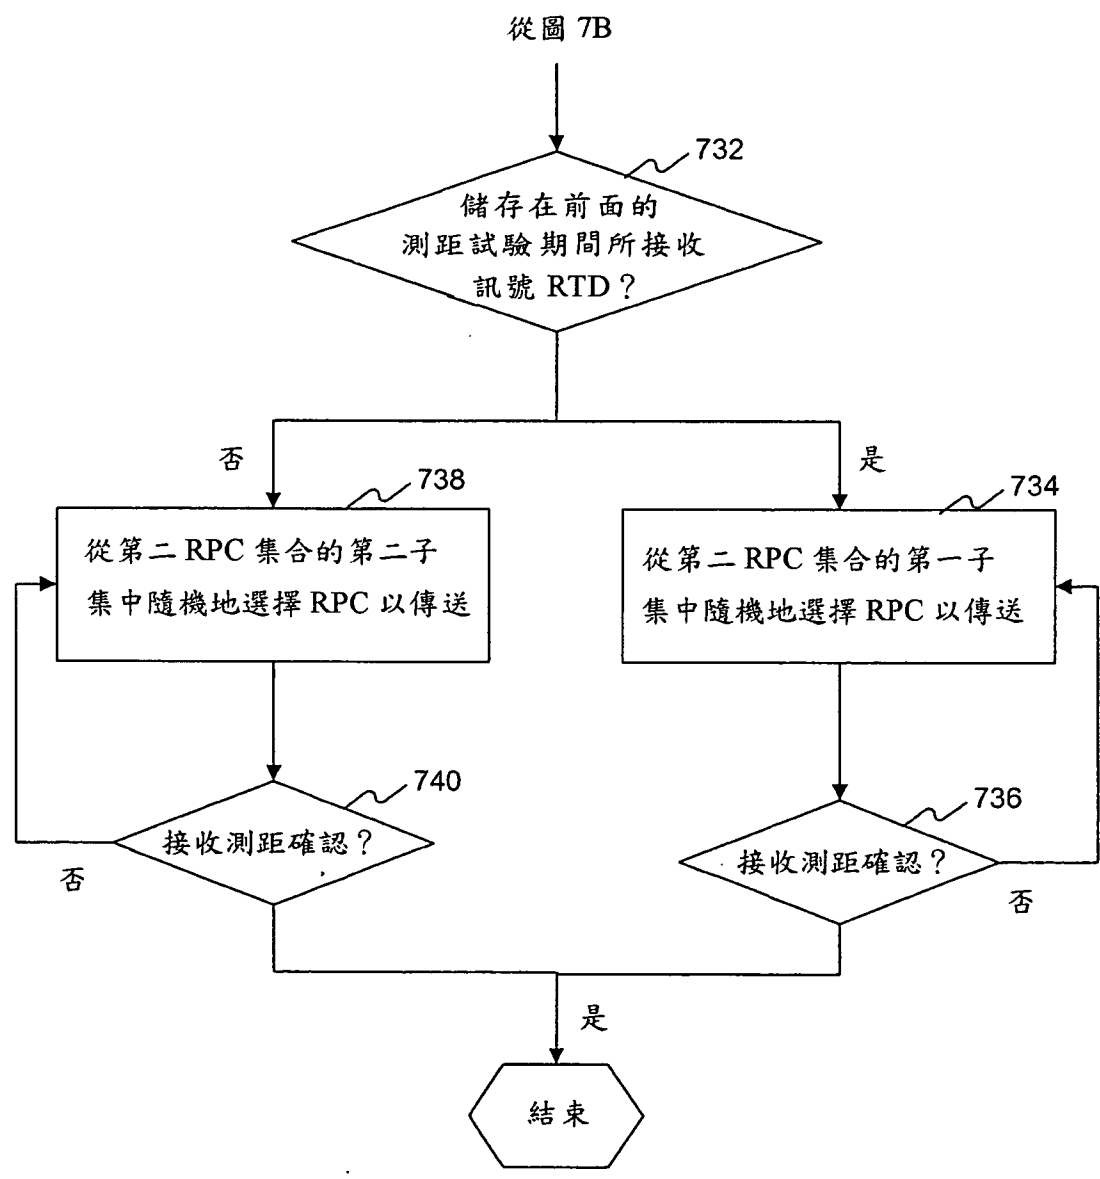 從圖 7B
732
儲存在前面的
測距試驗期間所接收
訊號 RTD？
否
是
738
734
從第二 RPC 集合的第二子
集中隨機地選擇 RPC 以傳送
從第二 RPC 集合的第一子
集中隨機地選擇 RPC 以傳送
740
736
接收測距確認？
接收測距確認？
否
否
是
結束